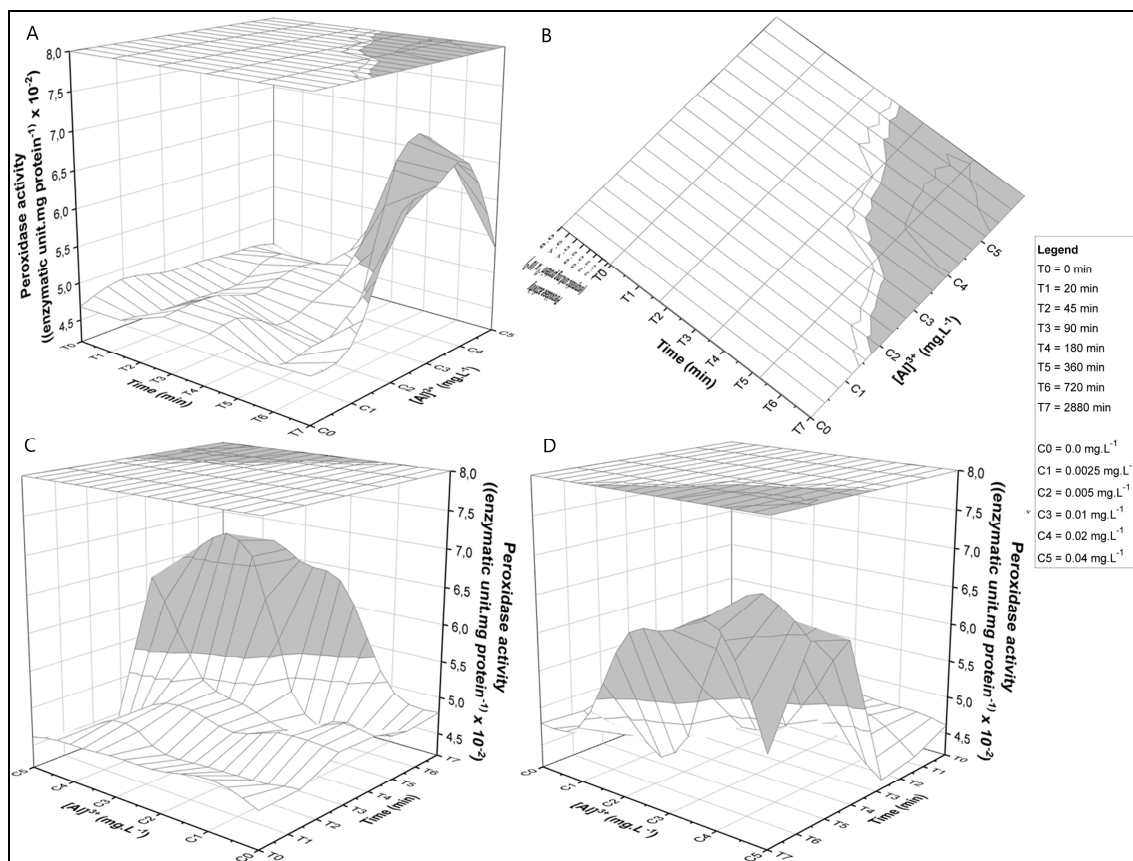 A
8,0
7,5
7,0
6,5
6,0
5,5
5,0
4,5
Peroxidase activity
((enzymatic unit.mg protein⁻¹) x 10⁻²
T0
T1
T2
T3
T4
T5
T6
T7
Time (min)
C0
C1
C2
C3
C4
C5
[Al]³⁺ (mg.L⁻¹)
B
T0
T1
T2
T3
T4
T5
T6
T7
Time (min)
C0
C1
C2
C3
C4
C5
[Al]³⁺ (mg.L⁻¹)
Legend
T0 = 0 min
T1 = 20 min
T2 = 45 min
T3 = 90 min
T4 = 180 min
T5 = 360 min
T6 = 720 min
T7 = 2880 min
C0 = 0.0 mg.L⁻¹
C1 = 0.0025 mg.L⁻
C2 = 0.005 mg.L⁻¹
C3 = 0.01 mg.L⁻¹
C4 = 0.02 mg.L⁻¹
C5 = 0.04 mg.L⁻¹
C
8,0
7,5
7,0
6,5
6,0
5,5
5,0
4,5
Peroxidase activity
((enzymatic unit.mg protein⁻¹) x 10⁻²
C5
C4
C3
C2
C1
C0
[Al]³⁺ (mg.L⁻¹)
T0
T1
T2
T3
T4
T5
T6
T7
Time (min)
D
8,0
7,5
7,0
6,5
6,0
5,5
5,0
4,5
Peroxidase activity
((enzymatic unit.mg protein⁻¹) x 10⁻²
C0
C1
C2
C3
C4
C5
[Al]³⁺ (mg.L⁻¹)
T7
T6
T5
T4
T3
T2
T1
T0
Time (min)